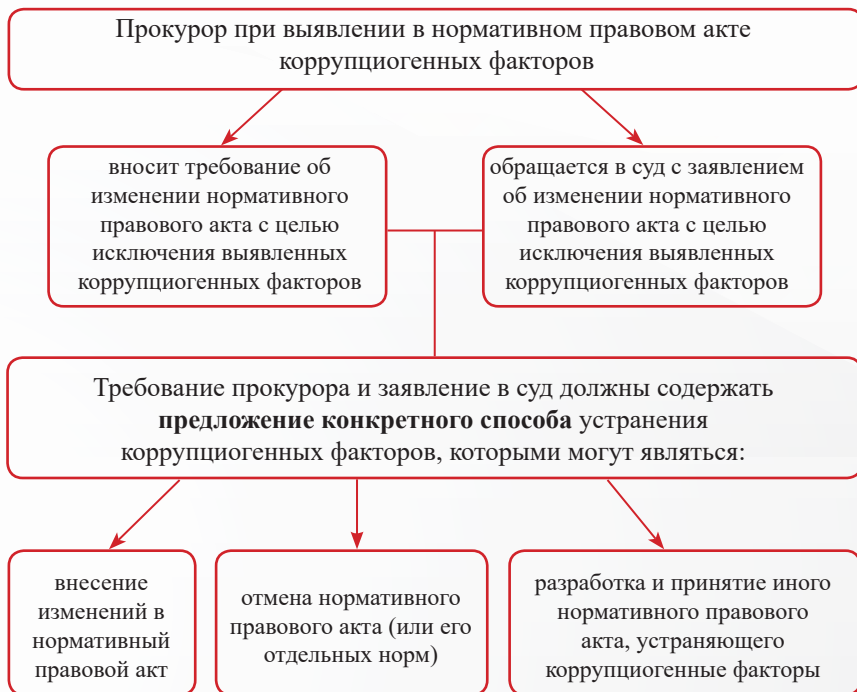 Прокурор при выявлении в нормативном правовом акте
коррупциогенных факторов
вносит требование об
изменении нормативного
правового акта с целью
исключения выявленных
коррупциогенных факторов
обращается в суд с заявлением
об изменении нормативного
правового акта с целью
исключения выявленных
коррупциогенных факторов
Требование прокурора и заявление в суд должны содержать
предложение конкретного способа устранения
коррупциогенных факторов, которыми могут являться:
внесение
изменений в
нормативный
правовой акт
отмена нормативного
правового акта (или его
отдельных норм)
разработка и принятие иного
нормативного правового
акта, устраняющего
коррупциогенные факторы